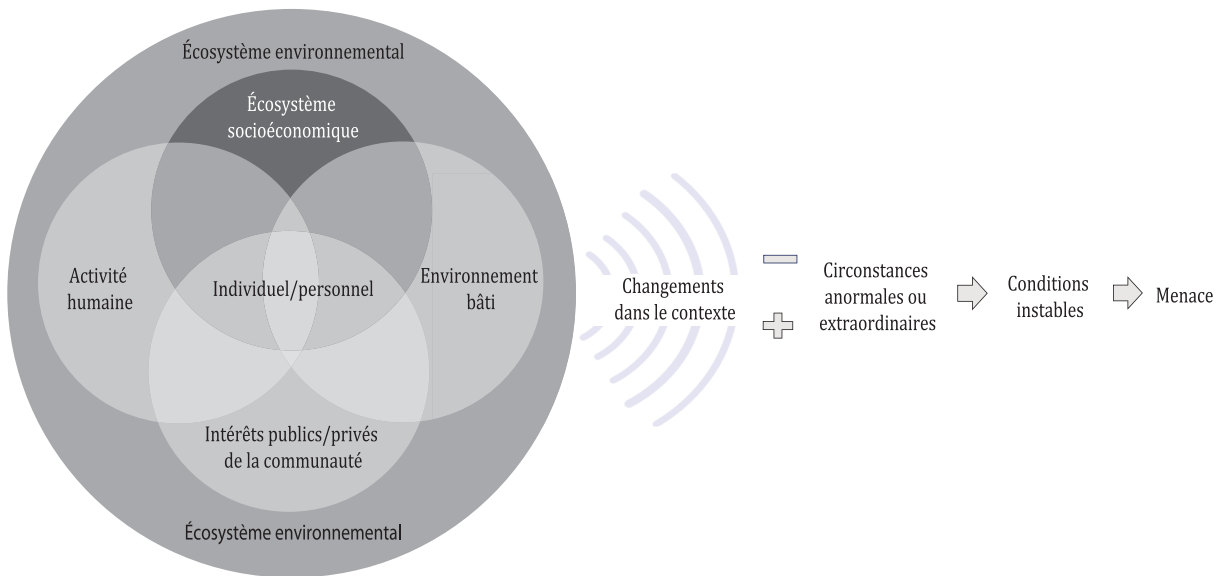 Écosystème environnemental
Écosystème
socioéconomique
Activité
humaine
Individuel/personnel
Environnement
bâti
Intérêts publics/privés
de la communauté
Écosystème environnemental
Changements
dans le contexte
Circonstances
anormales ou
extraordinaires
Conditions
instables
Menace